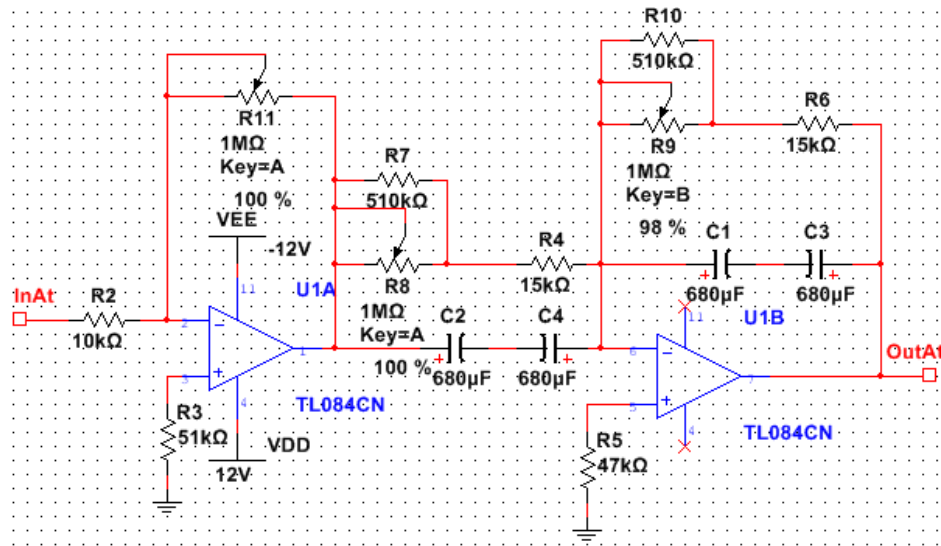 R10
510kΩ
R11
1MΩ
Key=A
100 %
R9
1MΩ
Key=B
98 %
R6
15kΩ
R7
510kΩ
VEE
-12V
R8
1MΩ
Key=A
100 %
R4
15kΩ
C1
680µF
C3
680µF
InAt
R2
10kΩ
11
U1A
2
3
1
4
TL084CN
C2
680µF
C4
680µF
11
U1B
6
5
7
4
TL084CN
OutAt
R3
51kΩ
VDD
12V
R5
47kΩ
+
+
+
+
−
+
−
+